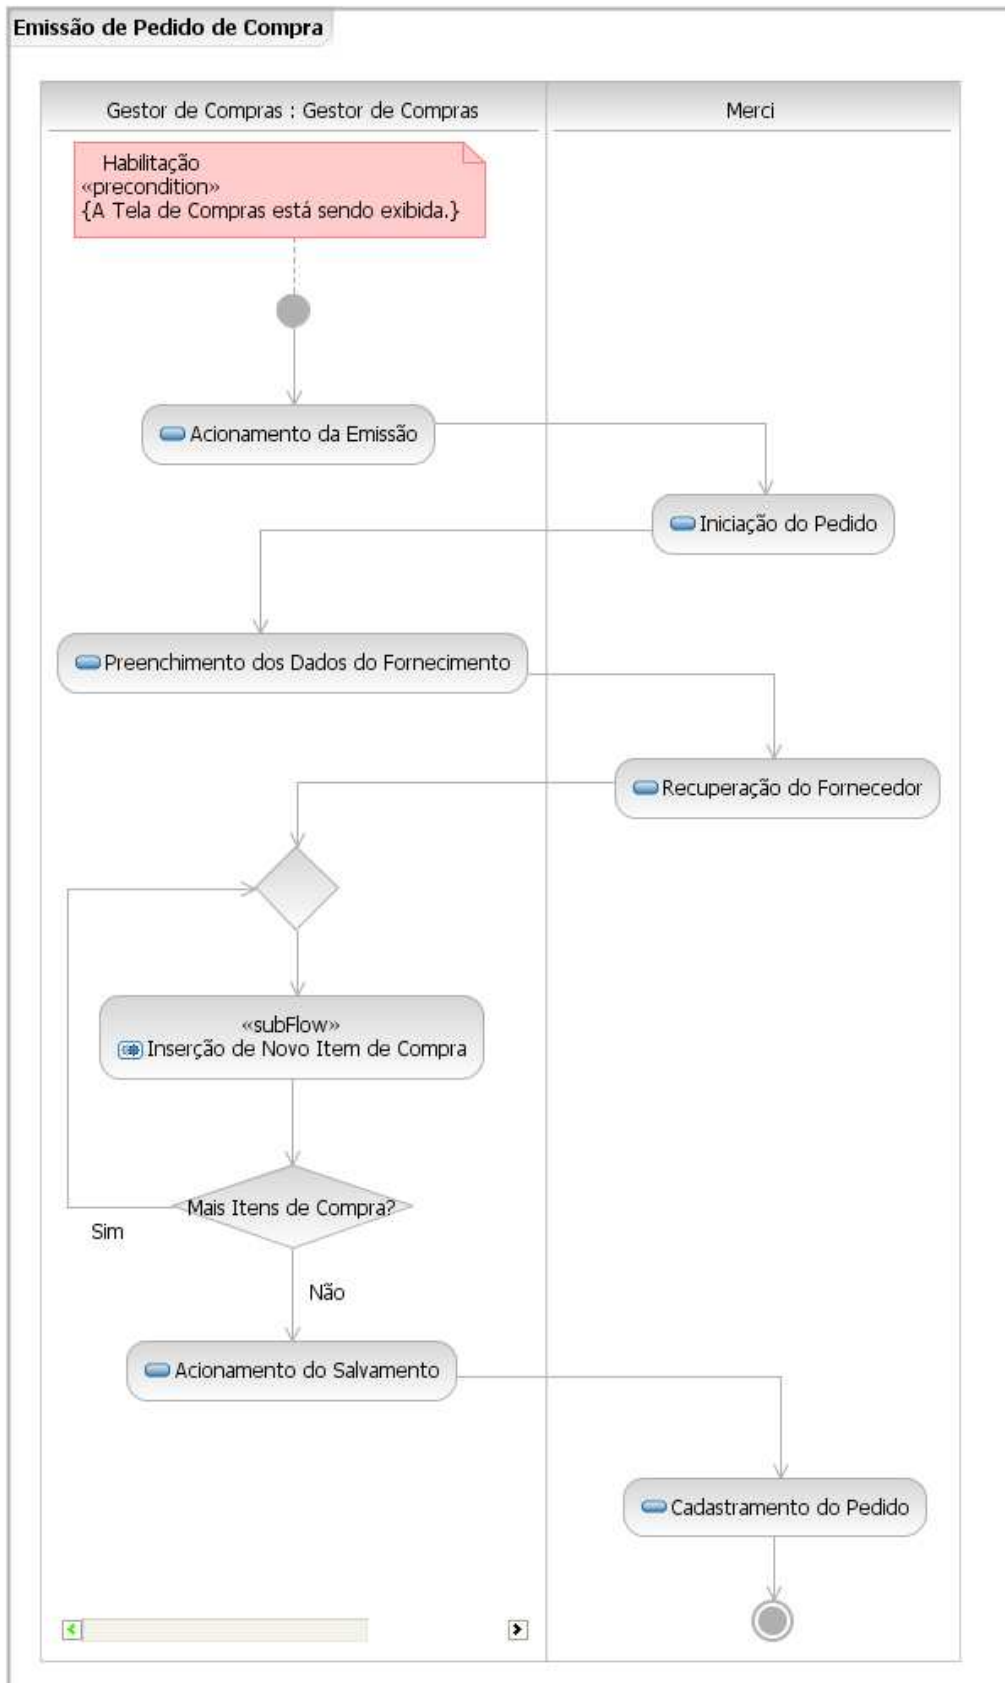 Emissão de Pedido de Compra
Gestor de Compras : Gestor de Compras
Merci
Habilitação
«precondition»
{A Tela de Compras está sendo exibida.}
Acionamento da Emissão
Iniciação do Pedido
Preenchimento dos Dados do Fornecimento
Recuperação do Fornecedor
«subFlow»
Inserção de Novo Item de Compra
Mais Itens de Compra?
Sim
Não
Acionamento do Salvamento
Cadastramento do Pedido